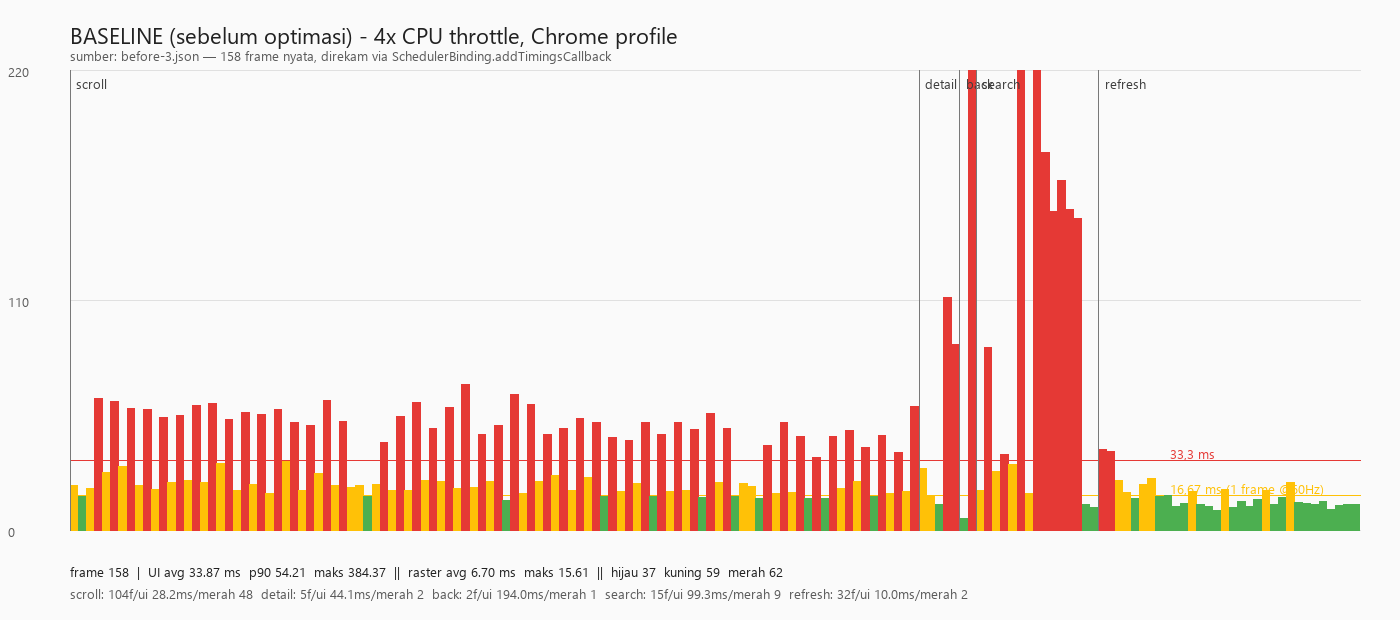 BASELINE (sebelum optimasi) - 4x CPU throttle, Chrome profile
sumber: before-3.json — 158 frame nyata, direkam via SchedulerBinding.addTimingsCallback
220
scroll
detail
back
search
refresh
110
33,3 ms
16,67 ms (1 frame @60Hz)
0
frame 158 | UI avg 33.87 ms p90 54.21 maks 384.37 || raster avg 6.70 ms maks 15.61 || hijau 37 kuning 59 merah 62
scroll: 104f/ui 28.2ms/merah 48 detail: 5f/ui 44.1ms/merah 2 back: 2f/ui 194.0ms/merah 1 search: 15f/ui 99.3ms/merah 9 refresh: 32f/ui 10.0ms/merah 2